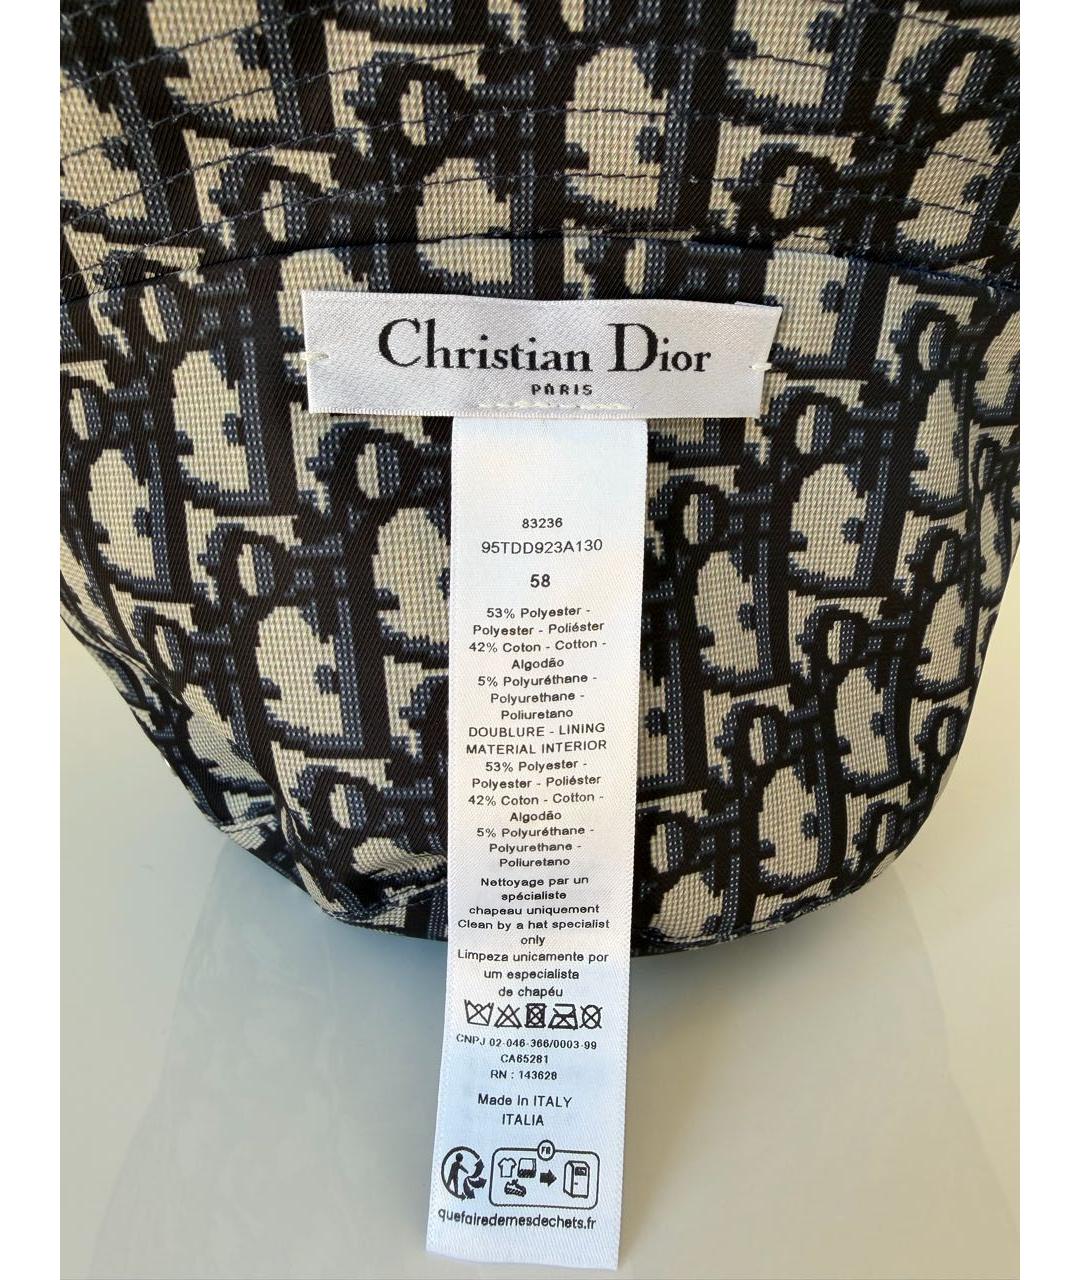 Christian Dior
PARIS
83236
95TDD923A130
58
53% Polyester -
Polyester - Poliéster
42% Coton - Cotton -
Algodão
5% Polyuréthane -
Polyurethane -
Poliuretano
DOUBLURE - LINING
MATERIAL INTERIOR
53% Polyester -
Polyester - Poliéster
42% Coton - Cotton -
Algodão
5% Polyuréthane -
Polyurethane -
Poliuretano
Nettoyage par un
spécialiste
chapeau uniquement
Clean by a hat specialist
only
Limpeza unicamente por
um especialista
de chapéu
CNPJ 02-046-366/0003-99
CA65281
RN : 143628
Made In ITALY
ITALIA
FR
quefairedemesdechets.fr